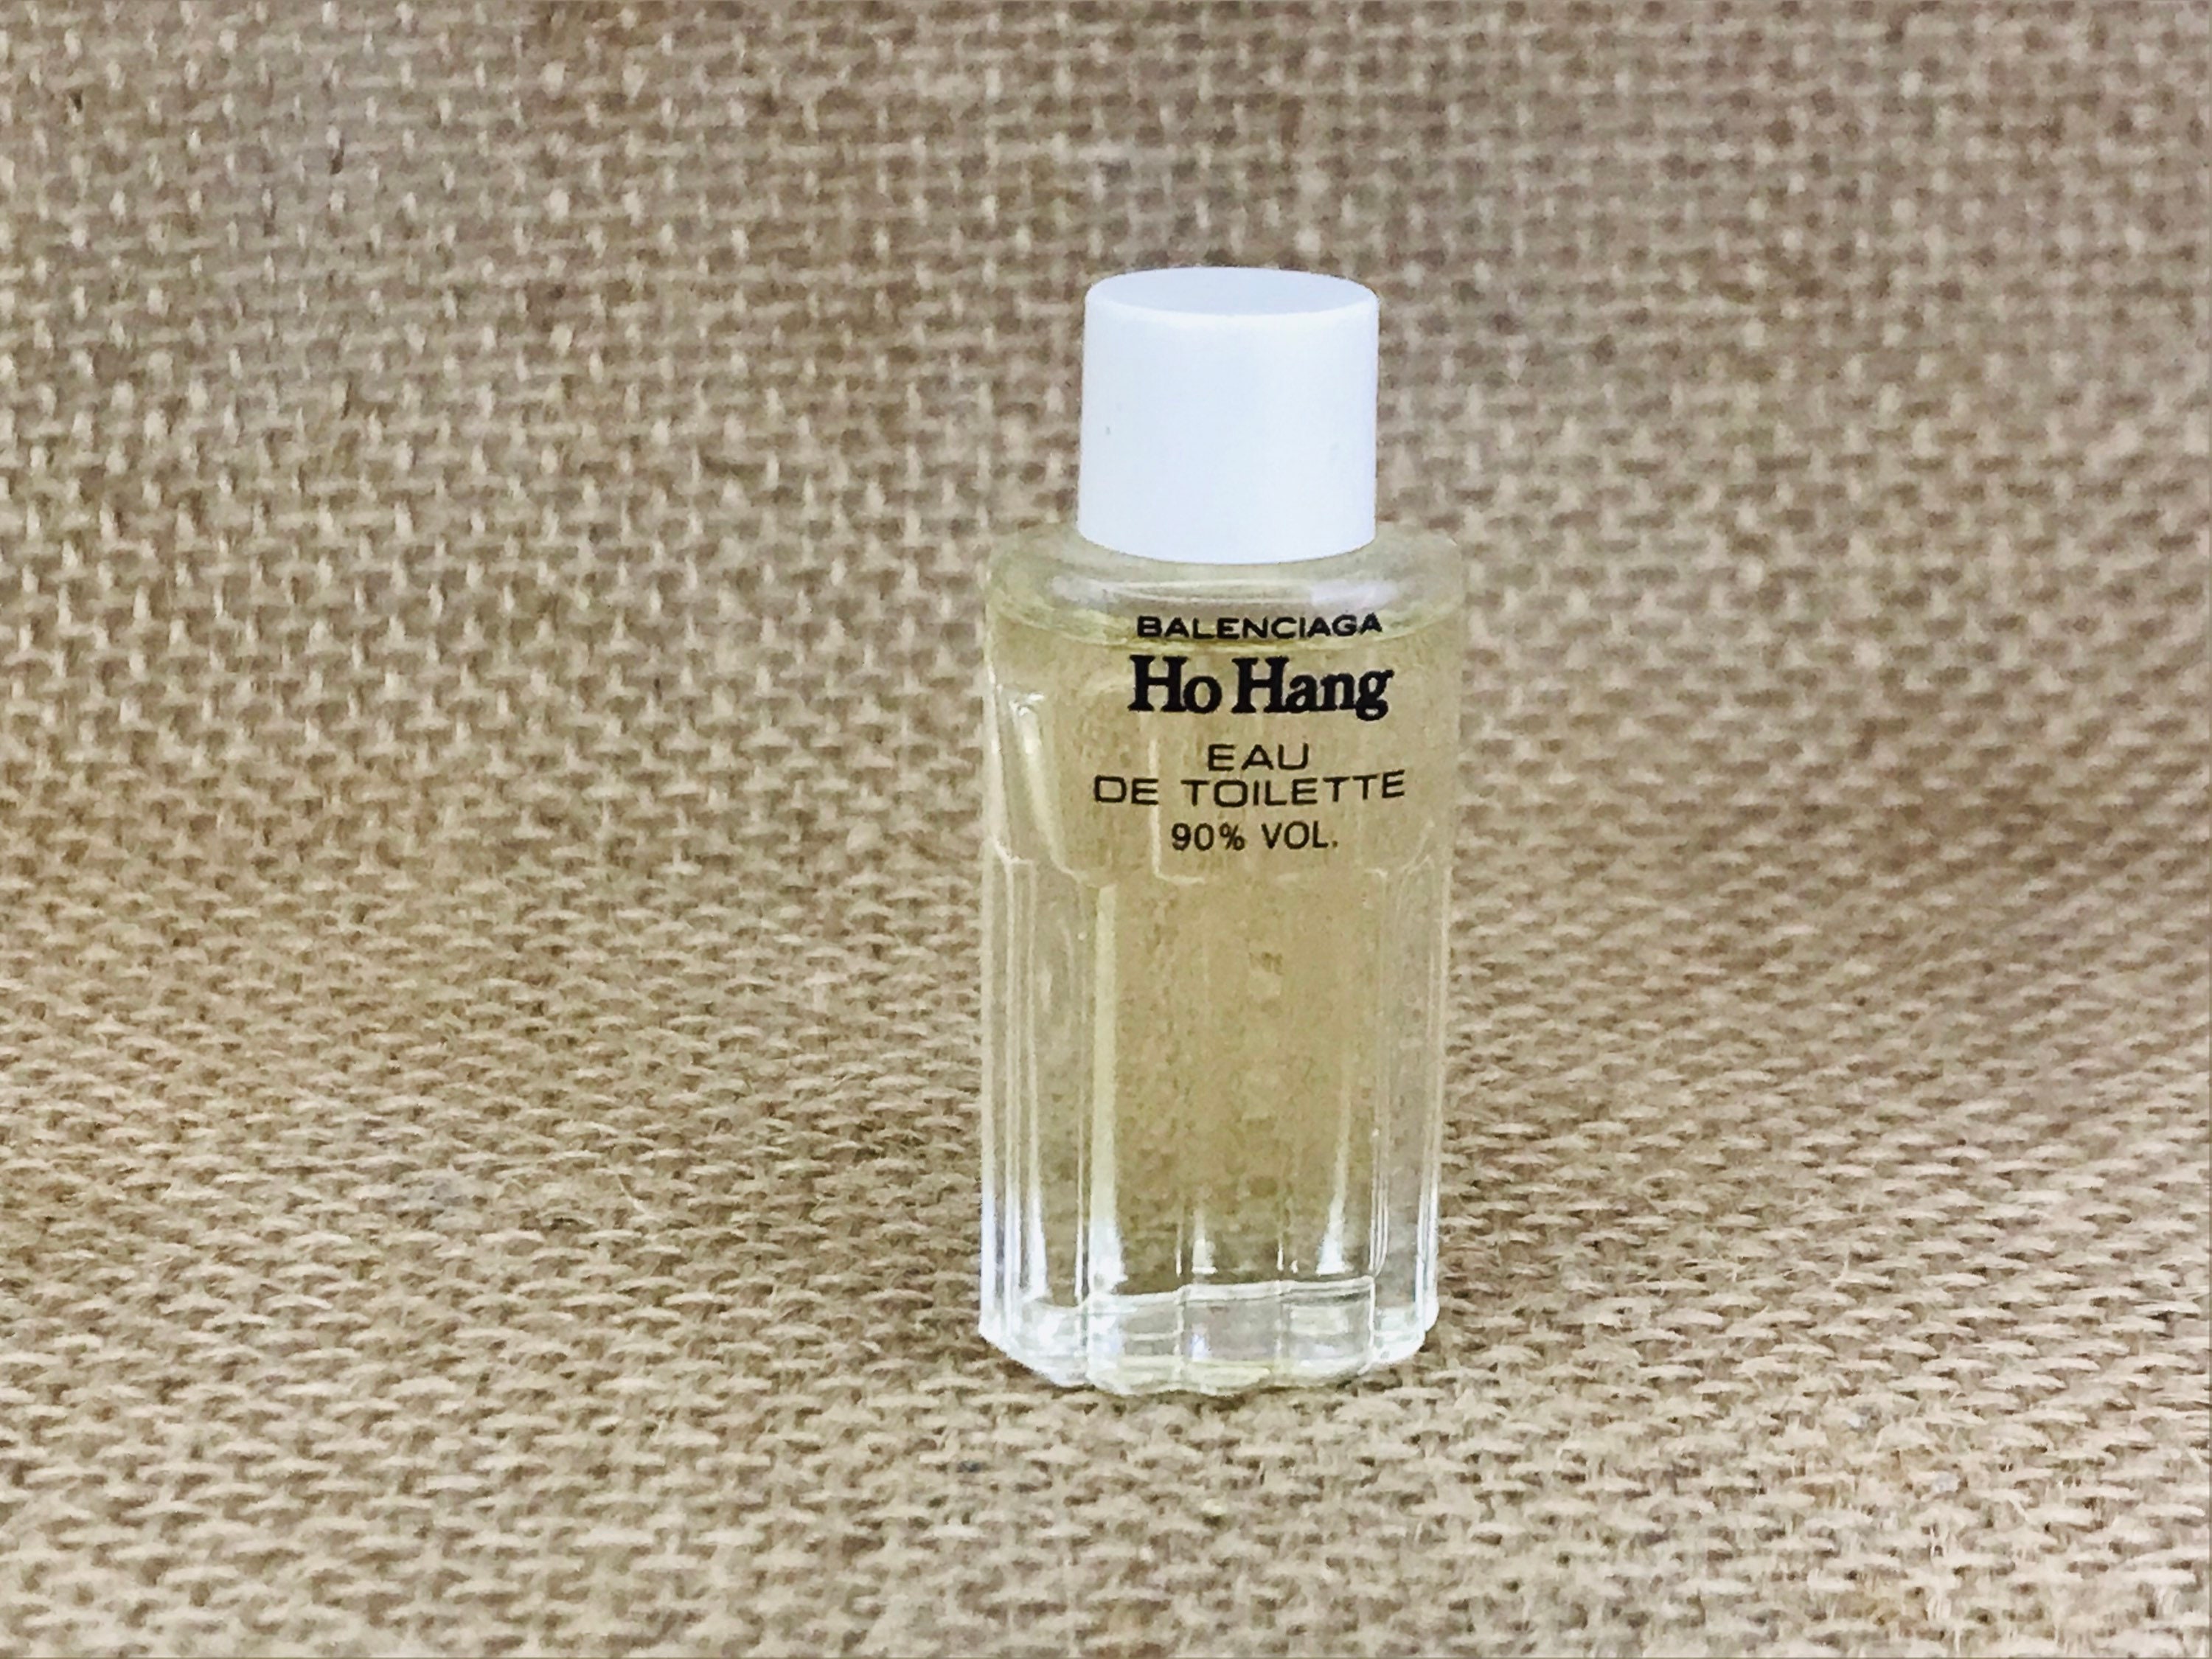 BALENCIAGA
Ho Hang
EAU
DE TOILETTE
90% VOL.